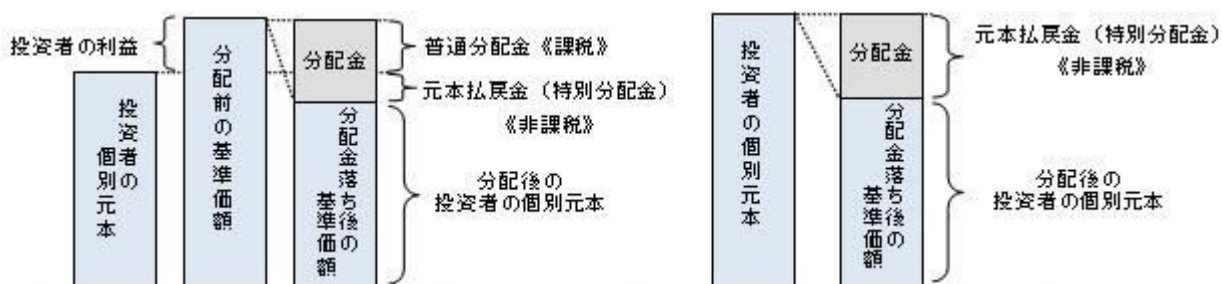 投資者の利益
投資者の
個別元本
分配前の基準価額
分配金
分配金落ち後の
基準価額
普通分配金《課税》
元本払戻金（特別分配金）
《非課税》
分配後の
投資者の個別元本
投資者の個別元本
分配金
分配金落ち後の
基準価額
元本払戻金（特別分配金）
《非課税》
分配後の
投資者の個別元本